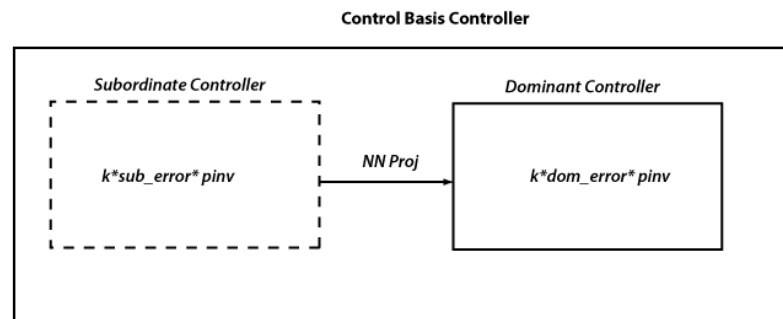 Control Basis Controller
Subordinate Controller
Dominant Controller
k*sub_error* pinv
NN Proj
k*dom_error* pinv